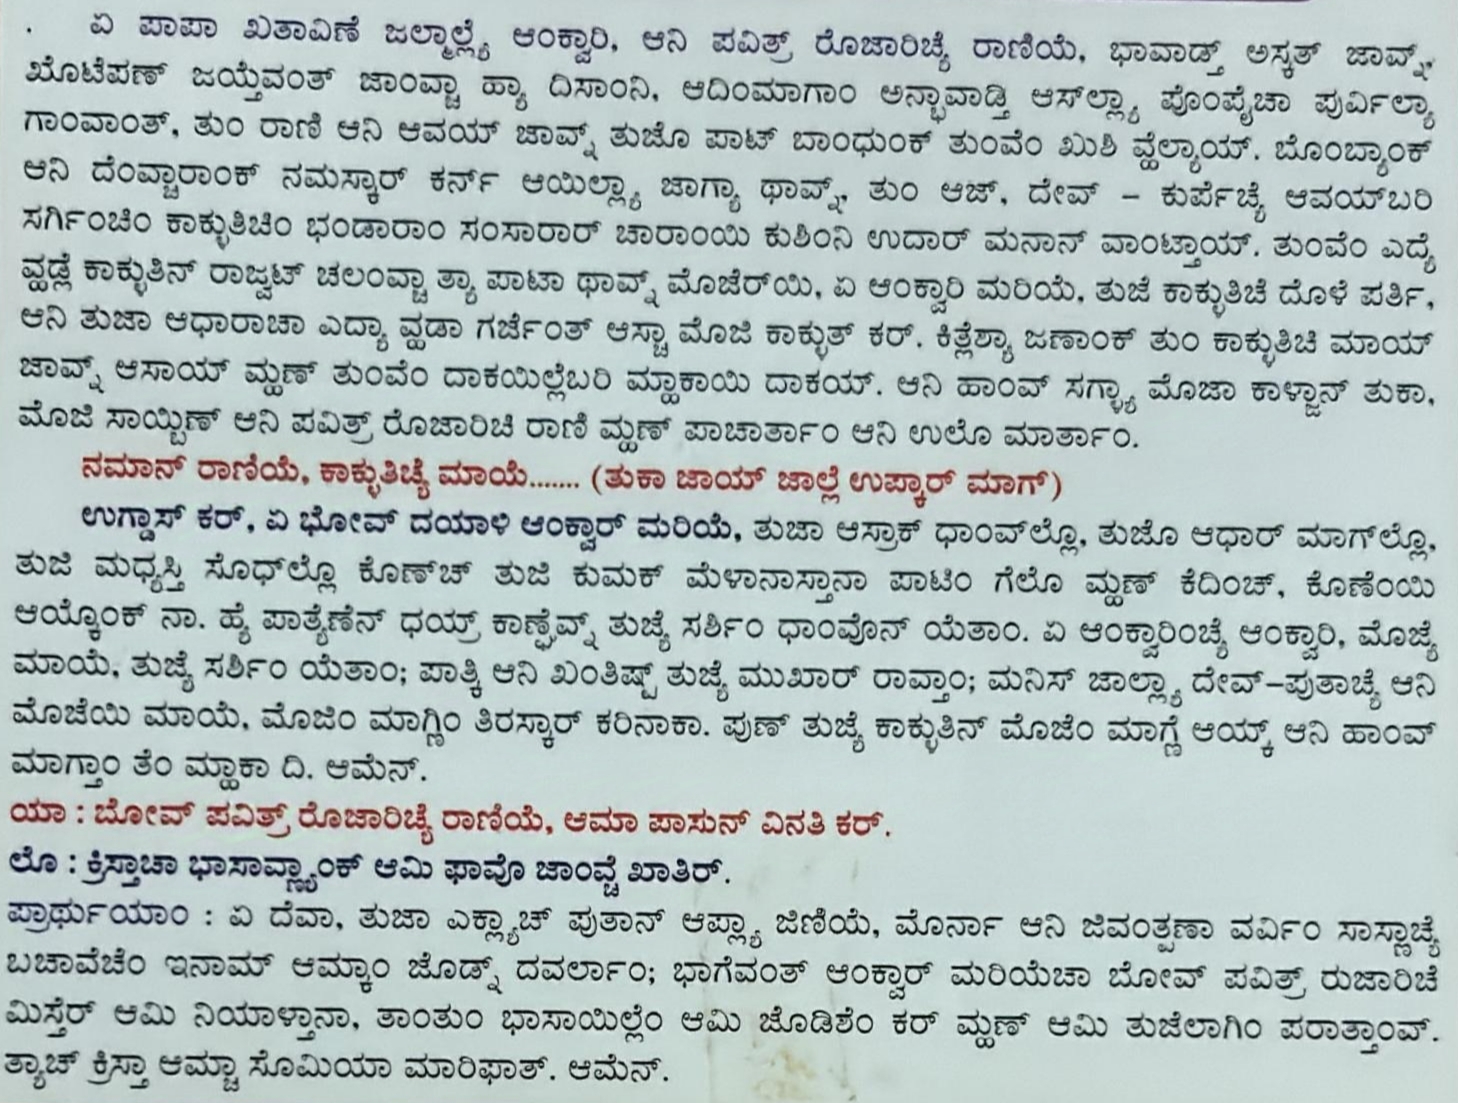 . ಏ ಪಾಪಾ ಖತಾವಿಣೆ ಜಲ್ಮಾಲ್ಲ್ಯೆ ಆಂಕ್ವಾರಿ, ಆನಿ ಪವಿತ್ರ್ ರೊಜಾರಿಚ್ಯೆ ರಾಣಿಯೆ, ಭಾವಾಡ್ತ್ ಅಸ್ಕತ್ ಜಾವ್ನ್,
ಖೊಟೆಪಣ್ ಜಯ್ತೆವಂತ್ ಜಾಂವ್ಚಾ ಹ್ಯಾ ದಿಸಾಂನಿ, ಆದಿಂಮಾಗಾಂ ಅನ್ಭಾವಾಡ್ತಿ ಆಸ್‌ಲ್ಲ್ಯಾ ಪೊಂಪೈಚಾ ಪುರ್ವಿಲ್ಯಾ
ಗಾಂವಾಂತ್, ತುಂ ರಾಣಿ ಆನಿ ಆವಯ್ ಜಾವ್ನ್ ತುಜೊ ಪಾಟ್ ಬಾಂಧುಂಕ್ ತುಂವೆಂ ಖುಶಿ ವ್ಹೆಲ್ಯಾಯ್. ಬೊಂಬ್ಯಾಂಕ್
ಆನಿ ದೆಂವ್ಚಾರಾಂಕ್ ನಮಸ್ಕಾರ್ ಕರ್ನ್ ಆಯಿಲ್ಲ್ಯಾ ಜಾಗ್ಯಾ ಥಾವ್ನ್, ತುಂ ಆಜ್, ದೇವ್ – ಕುರ್ಪೆಚ್ಯೆ ಆವಯ್‌ಬರಿ
ಸರ್ಗಿಂಚಿಂ ಕಾಕ್ಳುತಿಚಿಂ ಭಂಡಾರಾಂ ಸಂಸಾರಾರ್ ಚಾರಾಂಯಿ ಕುಶಿಂನಿ ಉದಾರ್ ಮನಾನ್ ವಾಂಟ್ತಾಯ್. ತುಂವೆಂ ಎದ್ಯೆ
ವ್ಹಡ್ಲೆ ಕಾಕ್ಳುತಿನ್ ರಾಜ್ವಟ್ ಚಲಂವ್ಚಾ ತ್ಯಾ ಪಾಟಾ ಥಾವ್ನ್ ಮೊಜೆರ್‌ಯಿ, ಏ ಆಂಕ್ವಾರಿ ಮರಿಯೆ, ತುಜೆ ಕಾಕ್ಳುತಿಚೆ ದೊಳೆ ಪರ್ತಿ,
ಆನಿ ತುಜಾ ಆಧಾರಾಚಾ ಎದ್ಯಾ ವ್ಹಡಾ ಗರ್ಜೆಂತ್ ಆಸ್ಚಾ ಮೊಜಿ ಕಾಕ್ಳುತ್ ಕರ್. ಕಿತ್ಲೆಶ್ಯಾ ಜಣಾಂಕ್ ತುಂ ಕಾಕ್ಳುತಿಚಿ ಮಾಯ್
ಜಾವ್ನ್ ಆಸಾಯ್ ಮ್ಹಣ್ ತುಂವೆಂ ದಾಕಯಿಲ್ಲೆಬರಿ ಮ್ಹಾಕಾಯಿ ದಾಕಯ್. ಆನಿ ಹಾಂವ್ ಸಗ್ಳ್ಯಾ ಮೊಜಾ ಕಾಳ್ಜಾನ್ ತುಕಾ,
ಮೊಜಿ ಸಾಯ್ಬಿಣ್ ಆನಿ ಪವಿತ್ರ್ ರೊಜಾರಿಚಿ ರಾಣಿ ಮ್ಹಣ್ ಪಾಚಾರ್ತಾಂ ಆನಿ ಉಲೊ ಮಾರ್ತಾಂ.
ನಮಾನ್ ರಾಣಿಯೆ, ಕಾಕ್ಳುತಿಚ್ಯೆ ಮಾಯೆ....... (ತುಕಾ ಜಾಯ್ ಜಾಲ್ಲೆ ಉಪ್ಕಾರ್ ಮಾಗ್)
ಉಗ್ಡಾಸ್ ಕರ್, ಏ ಭೋವ್ ದಯಾಳಿ ಆಂಕ್ವಾರ್ ಮರಿಯೆ, ತುಜಾ ಆಸ್ರಾಕ್ ಧಾಂವ್‌ಲ್ಲೊ, ತುಜೊ ಆಧಾರ್ ಮಾಗ್‌ಲ್ಲೊ,
ತುಜಿ ಮಧ್ಯಸ್ತಿ ಸೊಧ್‌ಲ್ಲೊ ಕೊಣ್‌ಚ್ ತುಜಿ ಕುಮಕ್ ಮೆಳಾನಾಸ್ತಾನಾ ಪಾಟಿಂ ಗೆಲೊ ಮ್ಹಣ್ ಕೆದಿಂಚ್, ಕೊಣೆಂಯಿ
ಆಯ್ಕೊಂಕ್ ನಾ. ಹ್ಯೆ ಪಾತ್ಯೆಣೆನ್ ಧಯ್ರ್ ಕಾಣ್ಘೆವ್ನ್ ತುಜ್ಯೆ ಸರ್ಶಿಂ ಧಾಂವೊನ್ ಯೆತಾಂ. ಏ ಆಂಕ್ವಾರಿಂಚ್ಯೆ ಆಂಕ್ವಾರಿ, ಮೊಜ್ಯೆ
ಮಾಯೆ, ತುಜ್ಯೆ ಸರ್ಶಿಂ ಯೆತಾಂ; ಪಾತ್ಕಿ ಆನಿ ಖಂತಿಷ್ಟ್ ತುಜ್ಯೆ ಮುಖಾರ್ ರಾವ್ತಾಂ; ಮನಿಸ್ ಜಾಲ್ಲ್ಯಾ ದೇವ್–ಪುತಾಚ್ಯೆ ಆನಿ
ಮೊಜೆಯಿ ಮಾಯೆ, ಮೊಜಿಂ ಮಾಗ್ಣಿಂ ತಿರಸ್ಕಾರ್ ಕರಿನಾಕಾ. ಪುಣ್ ತುಜ್ಯೆ ಕಾಕ್ಳುತಿನ್ ಮೊಜೆಂ ಮಾಗ್ಣೆ ಆಯ್ಕ್ ಆನಿ ಹಾಂವ್
ಮಾಗ್ತಾಂ ತೆಂ ಮ್ಹಾಕಾ ದಿ. ಆಮೆನ್.
ಯಾ : ಬೋವ್ ಪವಿತ್ರ್ ರೊಜಾರಿಚ್ಯೆ ರಾಣಿಯೆ, ಆಮಾ ಪಾಸುನ್ ವಿನತಿ ಕರ್.
ಲೊ : ಕ್ರಿಸ್ತಾಚಾ ಭಾಸಾವ್ಣ್ಯಾಂಕ್ ಆಮಿ ಫಾವೊ ಜಾಂವ್ಚೆ ಖಾತಿರ್.
ಪ್ರಾರ್ಥುಯಾಂ : ಏ ದೆವಾ, ತುಜಾ ಎಕ್ಲ್ಯಾಚ್ ಪುತಾನ್ ಆಪ್ಲ್ಯಾ ಜಿಣಿಯೆ, ಮೊರ್ನಾ ಆನಿ ಜಿವಂತ್ಪಣಾ ವರ್ವಿಂ ಸಾಸ್ಣಾಚ್ಯೆ
ಬಚಾವೆಚೆಂ ಇನಾಮ್ ಆಮ್ಕಾಂ ಜೊಡ್ನ್ ದವರ್ಲಾಂ; ಭಾಗೆವಂತ್ ಆಂಕ್ವಾರ್ ಮರಿಯೆಚಾ ಬೋವ್ ಪವಿತ್ರ್ ರುಜಾರಿಚೆ
ಮಿಸ್ತೆರ್ ಆಮಿ ನಿಯಾಳ್ತಾನಾ, ತಾಂತುಂ ಭಾಸಾಯಿಲ್ಲೆಂ ಆಮಿ ಜೊಡಿಶೆಂ ಕರ್ ಮ್ಹಣ್ ಆಮಿ ತುಜೆಲಾಗಿಂ ಪರಾತ್ತಾಂವ್.
ತ್ಯಾಚ್ ಕ್ರಿಸ್ತಾ ಆಮ್ಚಾ ಸೊಮಿಯಾ ಮಾರಿಫಾತ್. ಆಮೆನ್.